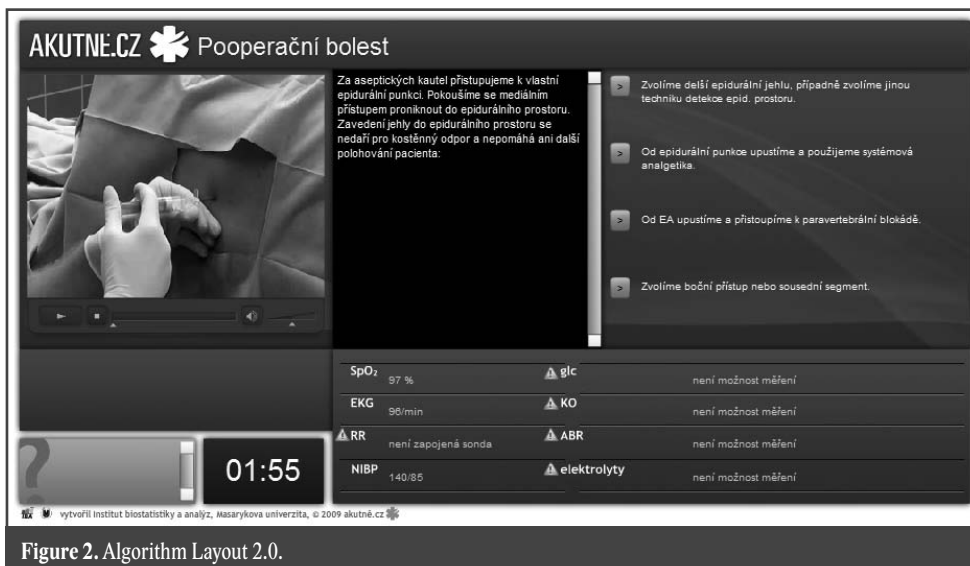 AKUTNĚ.CZ Pooperační bolest
Za aseptických kautel přistupujeme k vlastní
epidurální punkci. Pokoušíme se mediálním
přístupem proniknout do epidurálního prostoru.
Zavedení jehly do epidurálního prostoru se
nedaří pro kostěnný odpor a nepomáhá ani další
polohování pacienta:
> Zvolíme delší epidurální jehlu, případně zvolíme jinou
techniku detekce epid. prostoru.
> Od epidurální punkce upustíme a použijeme systémová
analgetika.
> Od EA upustíme a přistoupíme k paravertebrální blokádě.
> Zvolíme boční přístup nebo sousední segment.
SpO₂ 97 % glc není možnost měření
EKG 96/min KO není možnost měření
RR není zapojená sonda ABR není možnost měření
NIBP 140/85 elektrolyty není možnost měření
?
01:55
vytvořil Institut biostatistiky a analýz, Masarykova univerzita, © 2009 akutně.cz
Figure 2. Algorithm Layout 2.0.